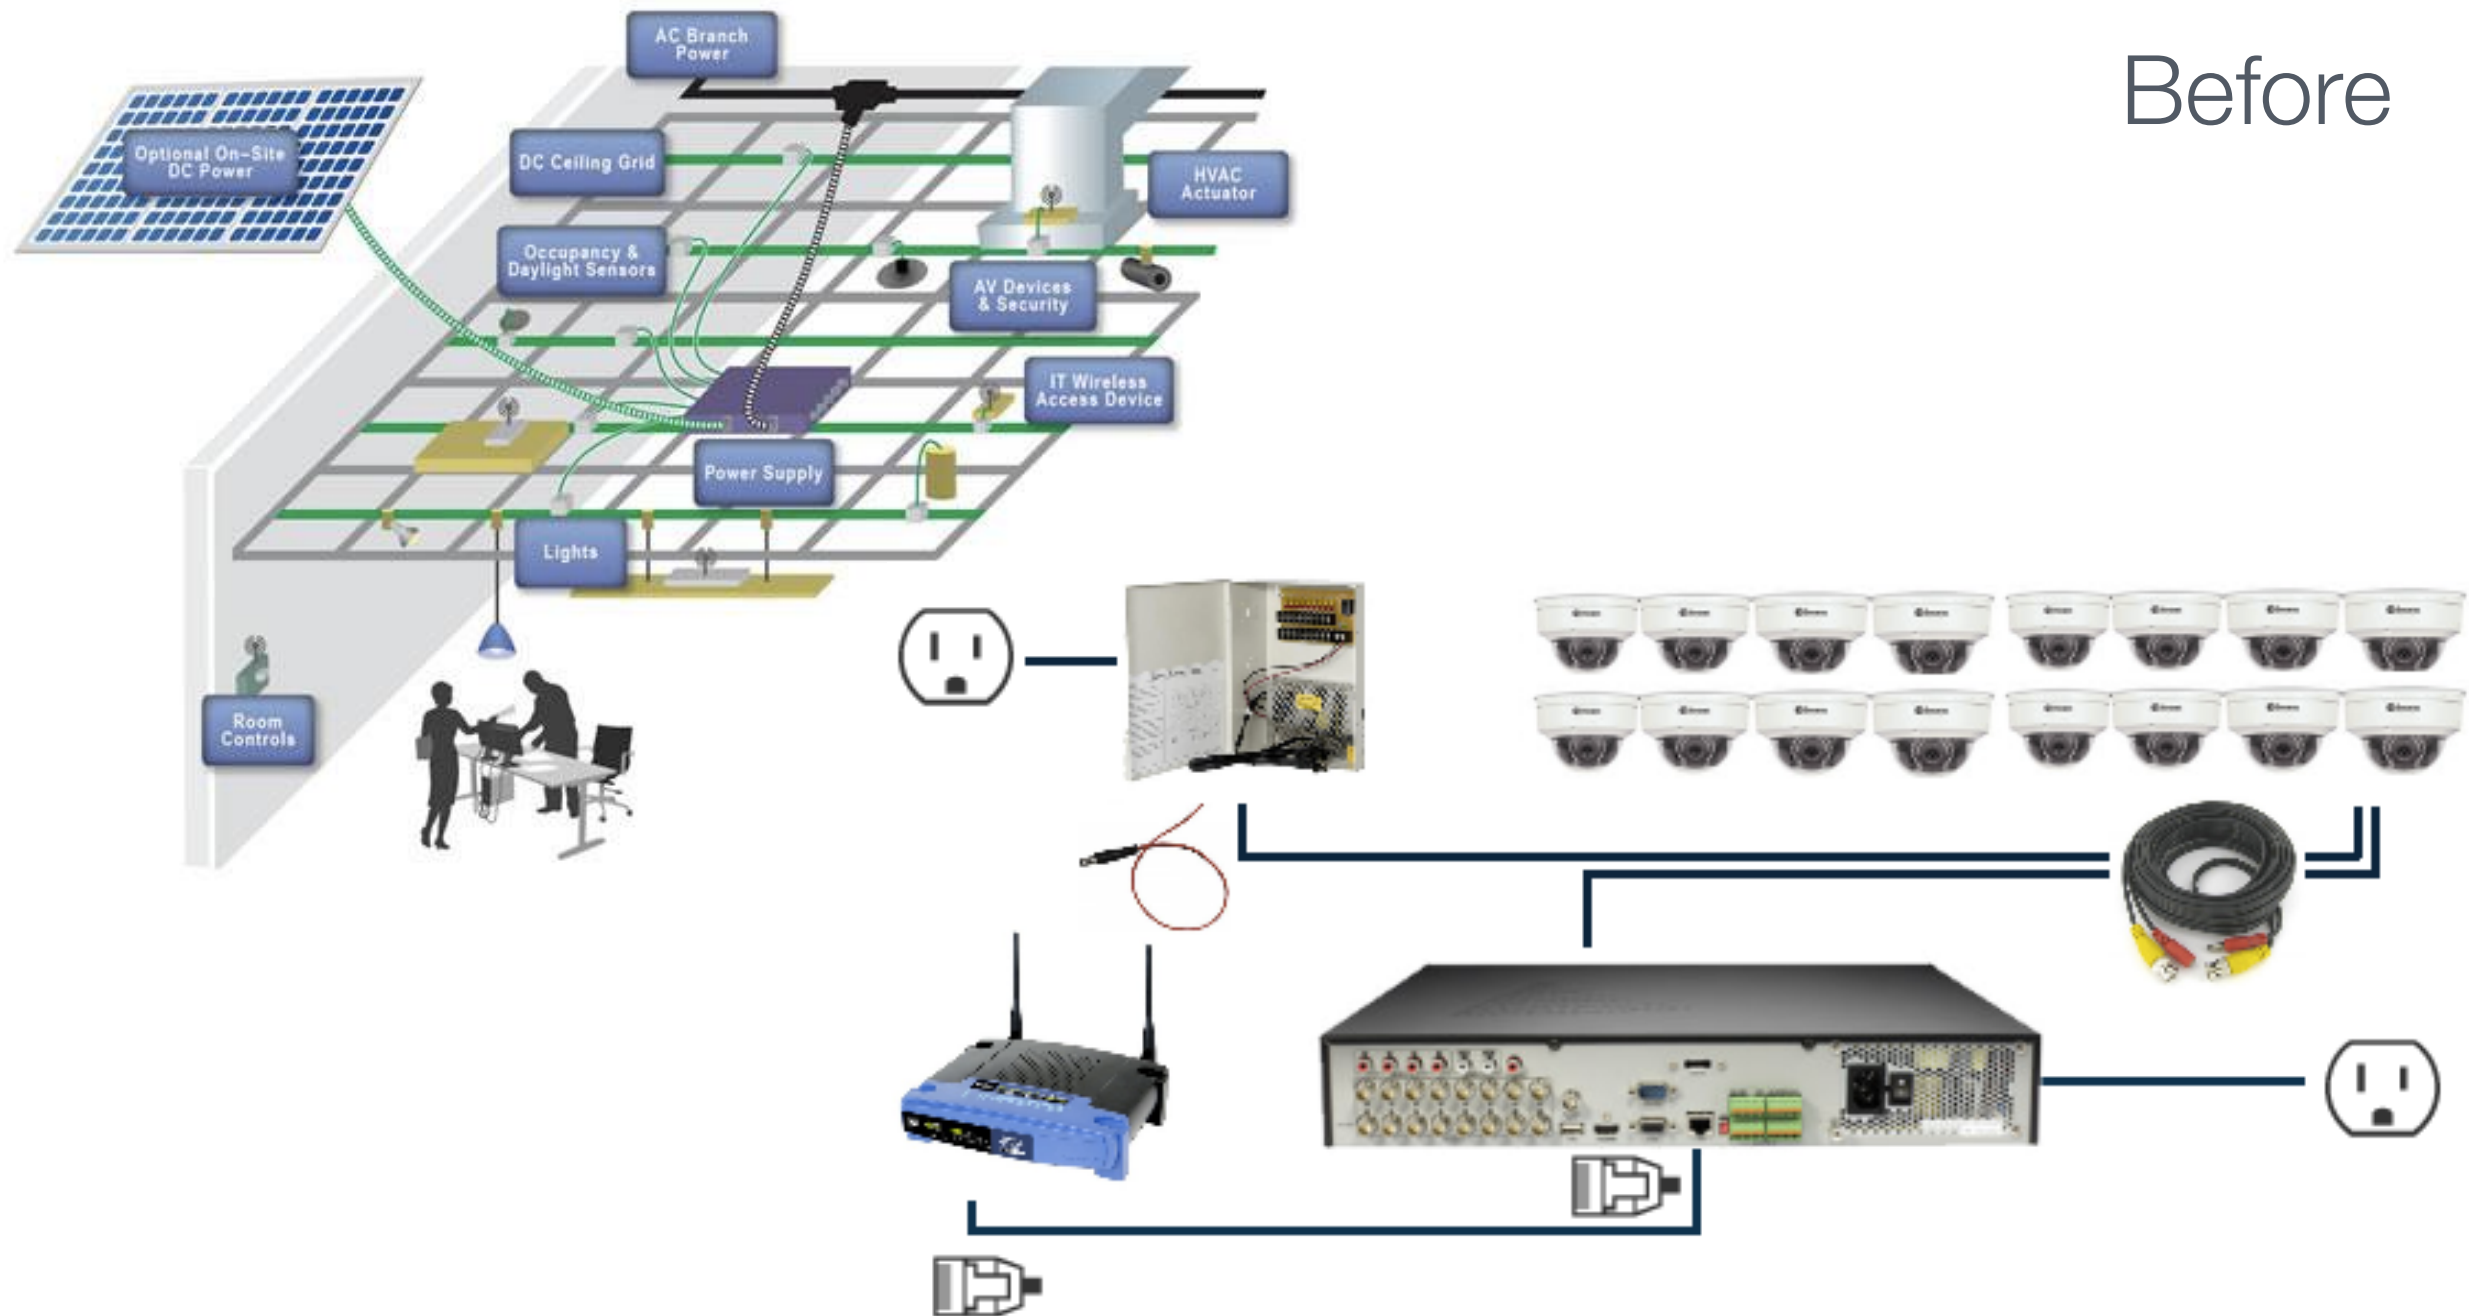 Before
AC Branch
Power
Optional On-Site
DC Power
DC Ceiling Grid
HVAC
Actuator
Occupancy &
Daylight Sensors
AV Devices
& Security
IT Wireless
Access Device
Power Supply
Lights
Room
Controls